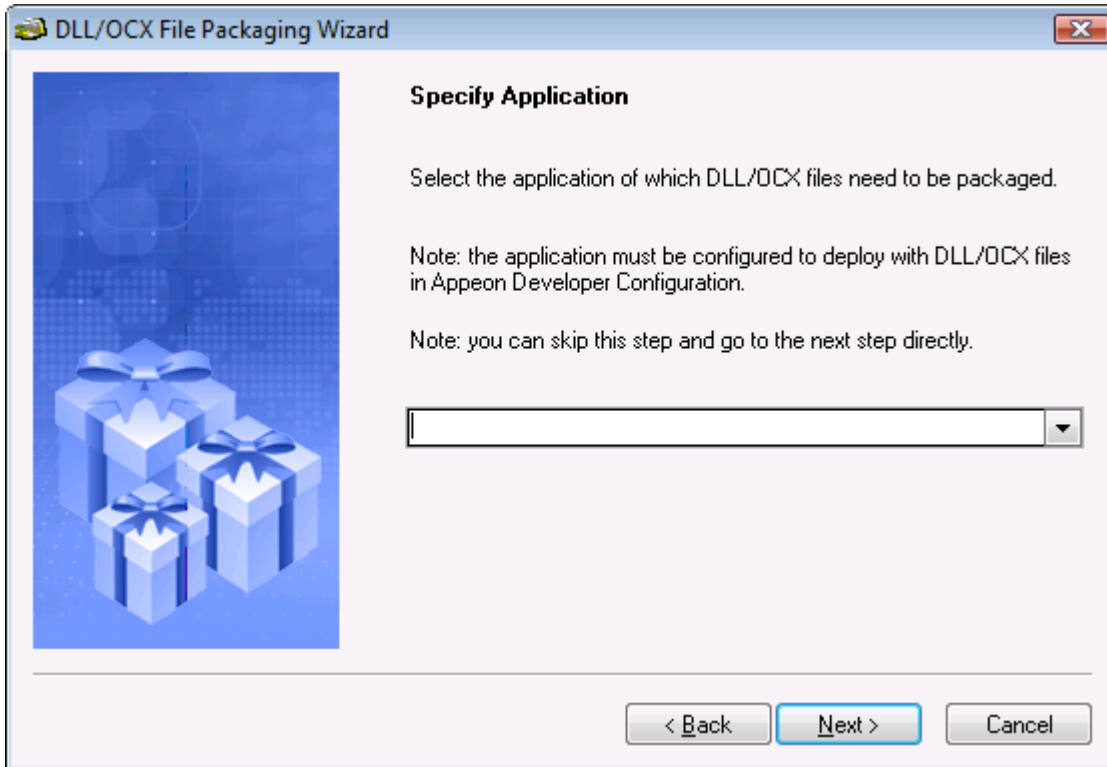 DLL/OCX File Packaging Wizard
Specify Application
Select the application of which DLL/OCX files need to be packaged.
Note: the application must be configured to deploy with DLL/OCX files
in Appeon Developer Configuration.
Note: you can skip this step and go to the next step directly.
< Back
Next >
Cancel